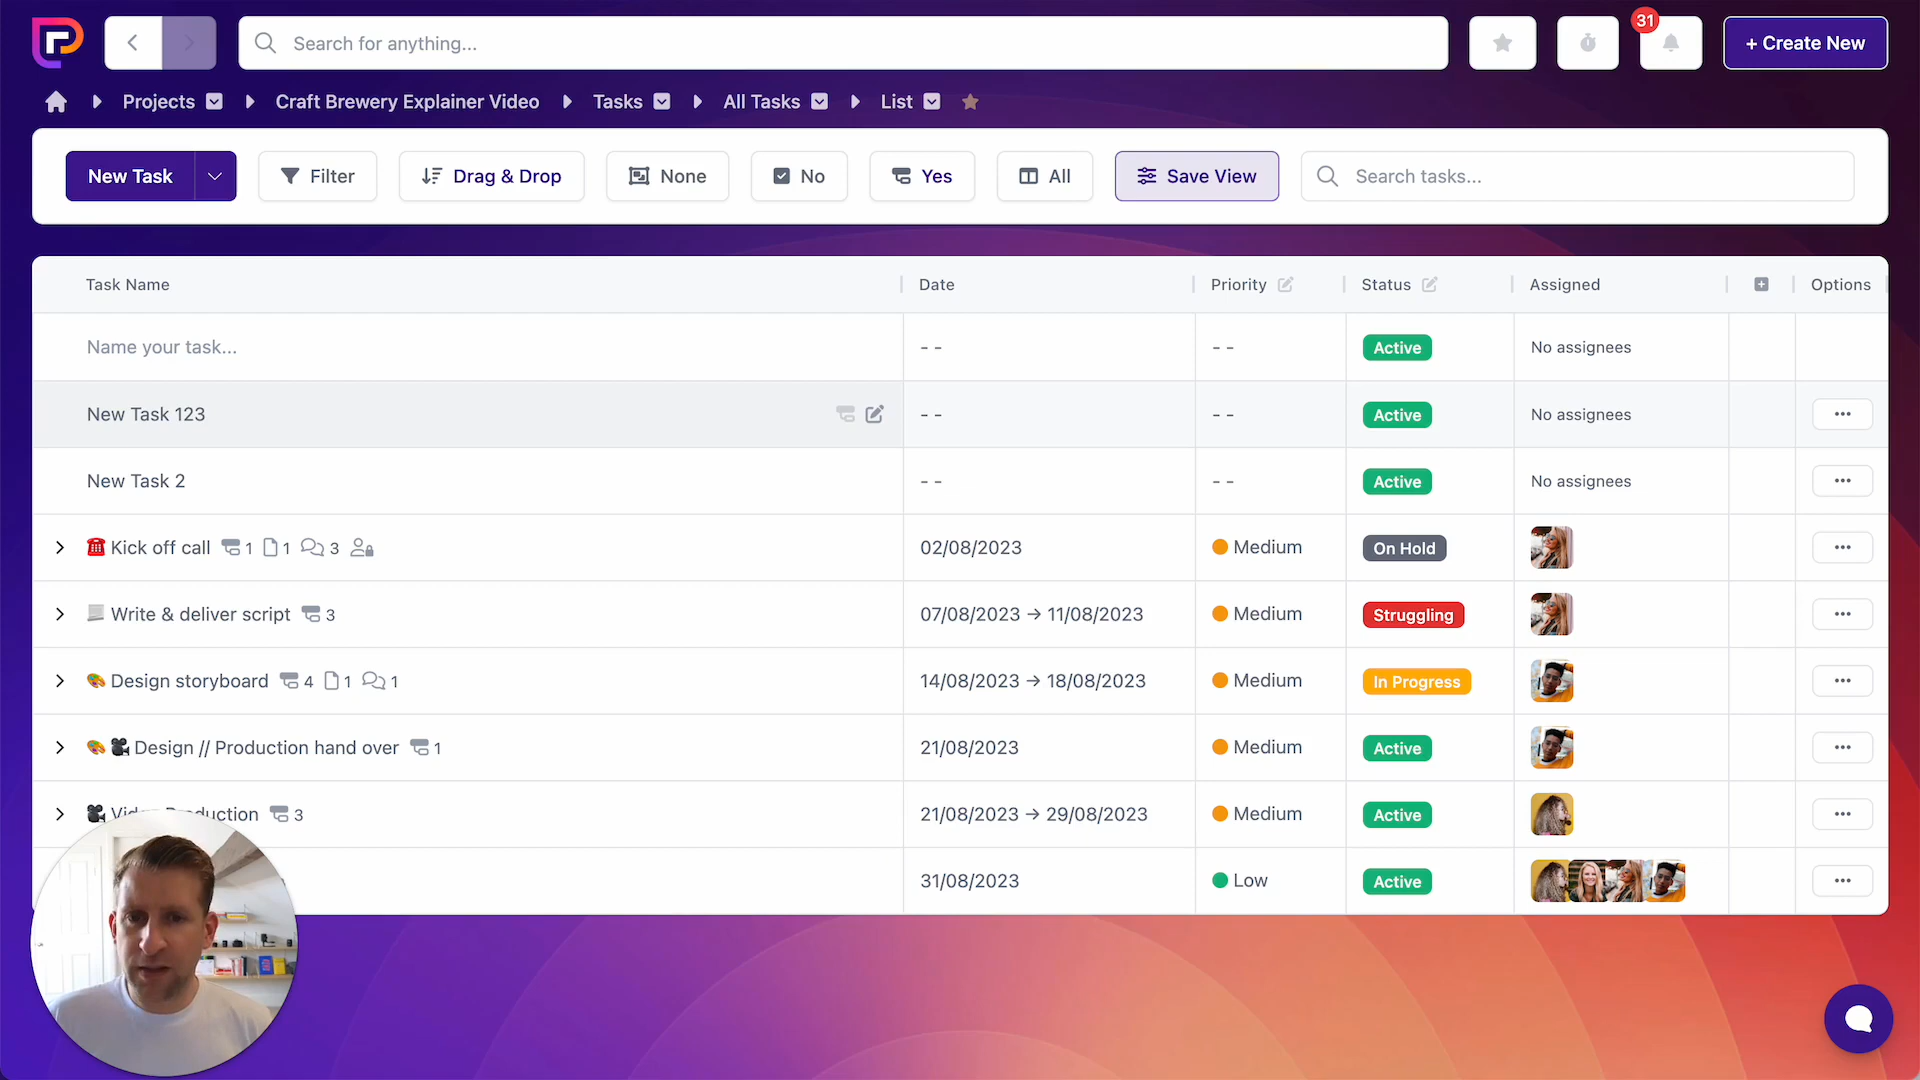 Search for anything...
31
+ Create New
Projects Craft Brewery Explainer Video Tasks All Tasks List
New Task Filter Drag & Drop None No Yes All Save View Search tasks...
Task Name Date Priority Status Assigned Options
Name your task... - - - - Active No assignees
New Task 123 - - - - Active No assignees
New Task 2 - - - - Active No assignees
Kick off call 1 1 3 02/08/2023 Medium On Hold
Write & deliver script 3 07/08/2023 → 11/08/2023 Medium Struggling
Design storyboard 4 1 1 14/08/2023 → 18/08/2023 Medium In Progress
Design // Production hand over 1 21/08/2023 Medium Active
Video Production 3 21/08/2023 → 29/08/2023 Medium Active
31/08/2023 Low Active